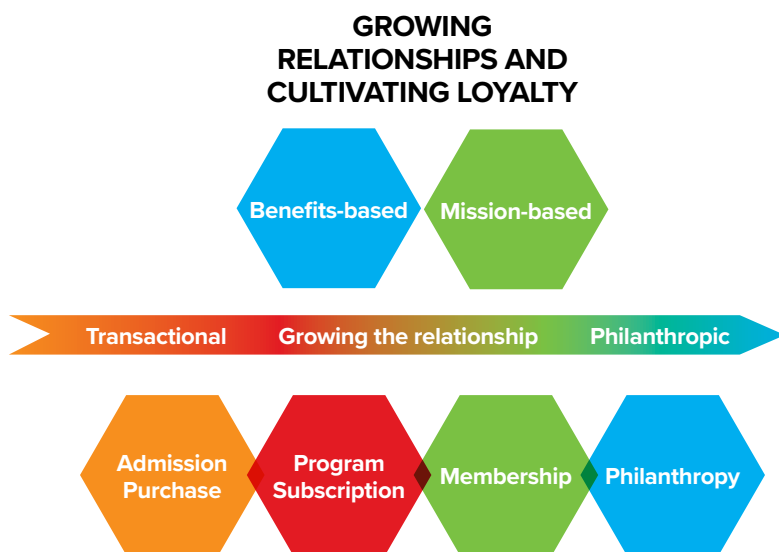 GROWING
RELATIONSHIPS AND
CULTIVATING LOYALTY
Benefits-based
Mission-based
Transactional
Growing the relationship
Philanthropic
Admission
Purchase
Program
Subscription
Membership
Philanthropy